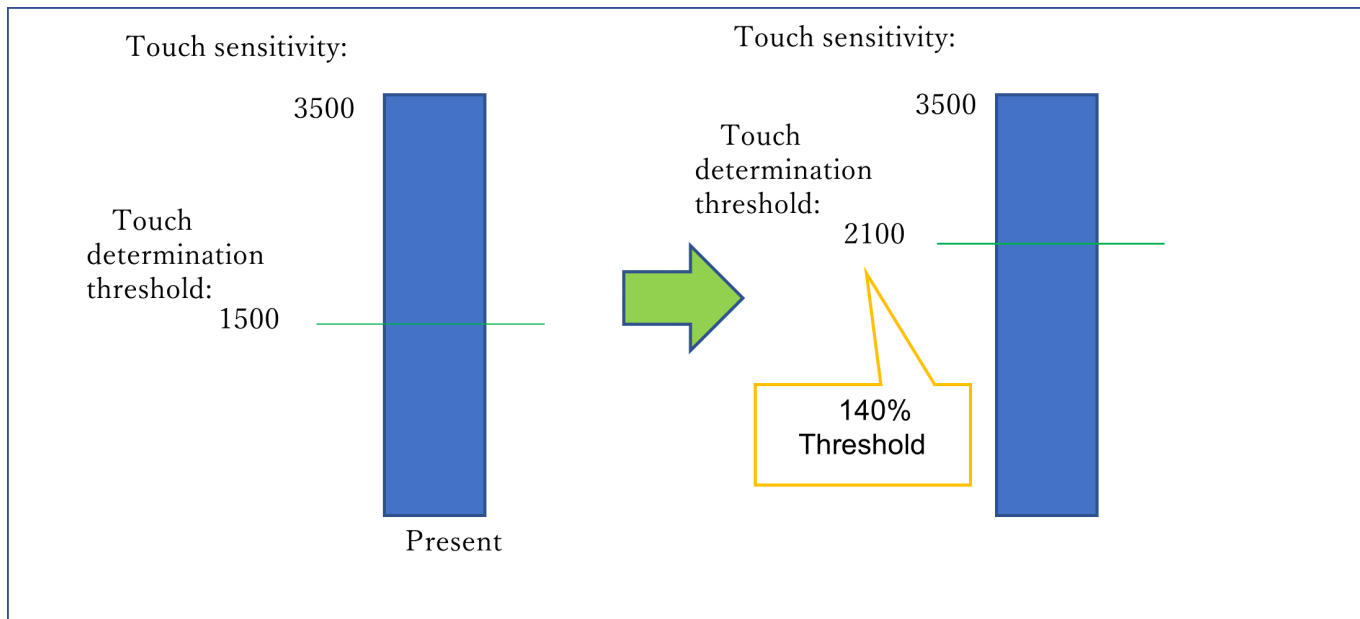 Touch sensitivity:
3500
Touch
determination
threshold:
1500
Present
Touch sensitivity:
3500
Touch
determination
threshold:
2100
140%
Threshold